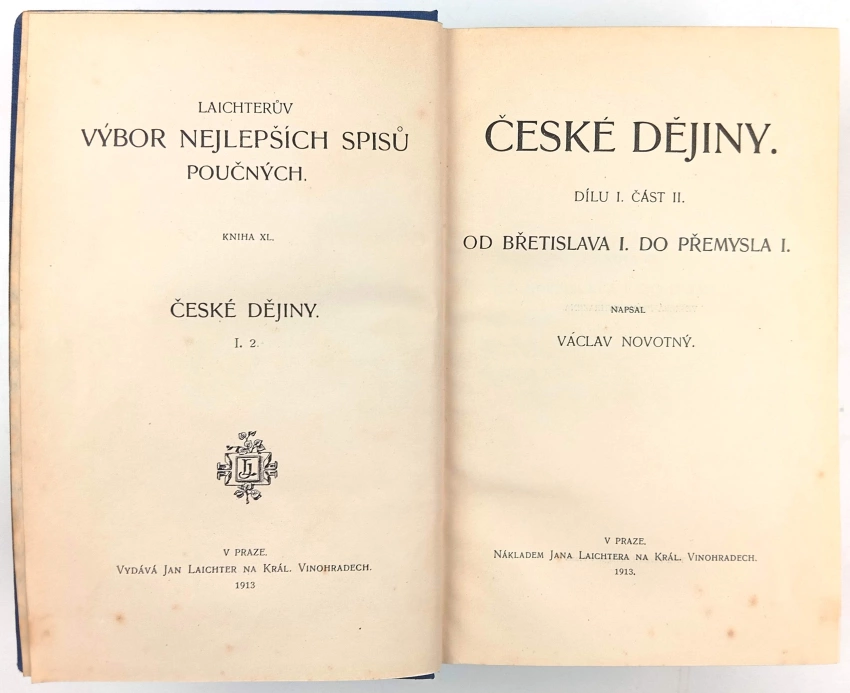 LAICHTERŮV
VÝBOR NEJLEPŠÍCH SPISŮ
POUČNÝCH.
KNIHA XL.
ČESKÉ DĚJINY.
I. 2.
V PRAZE.
VYDÁVÁ JAN LAICHTER NA KRÁL. VINOHRADECH.
1913
ČESKÉ DĚJINY.
DÍLU I. ČÁST II.
OD BŘETISLAVA I. DO PŘEMYSLA I.
NAPSAL
VÁCLAV NOVOTNÝ.
V PRAZE,
NÁKLADEM JANA LAICHTERA NA KRÁL. VINOHRADECH.
1913.